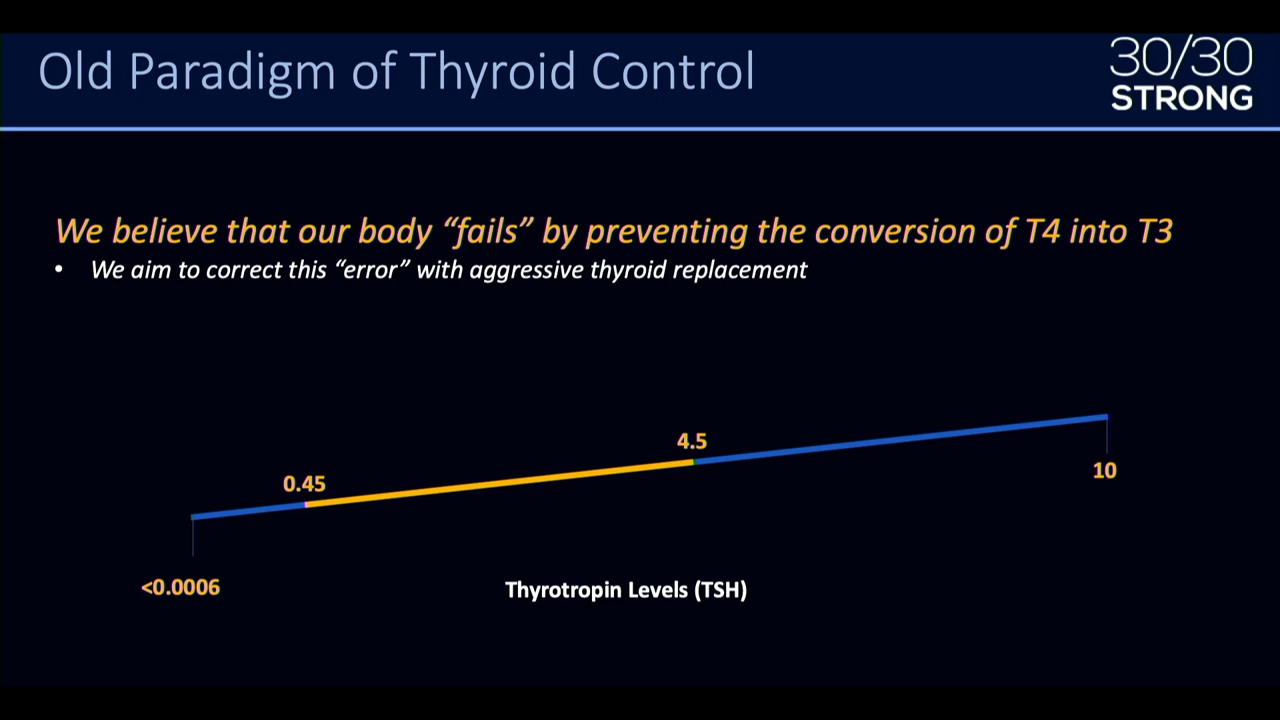 Old Paradigm of Thyroid Control
30/30
STRONG
We believe that our body “fails” by preventing the conversion of T4 into T3
• We aim to correct this “error” with aggressive thyroid replacement
4.5
0.45
10
<0.0006
Thyrotropin Levels (TSH)